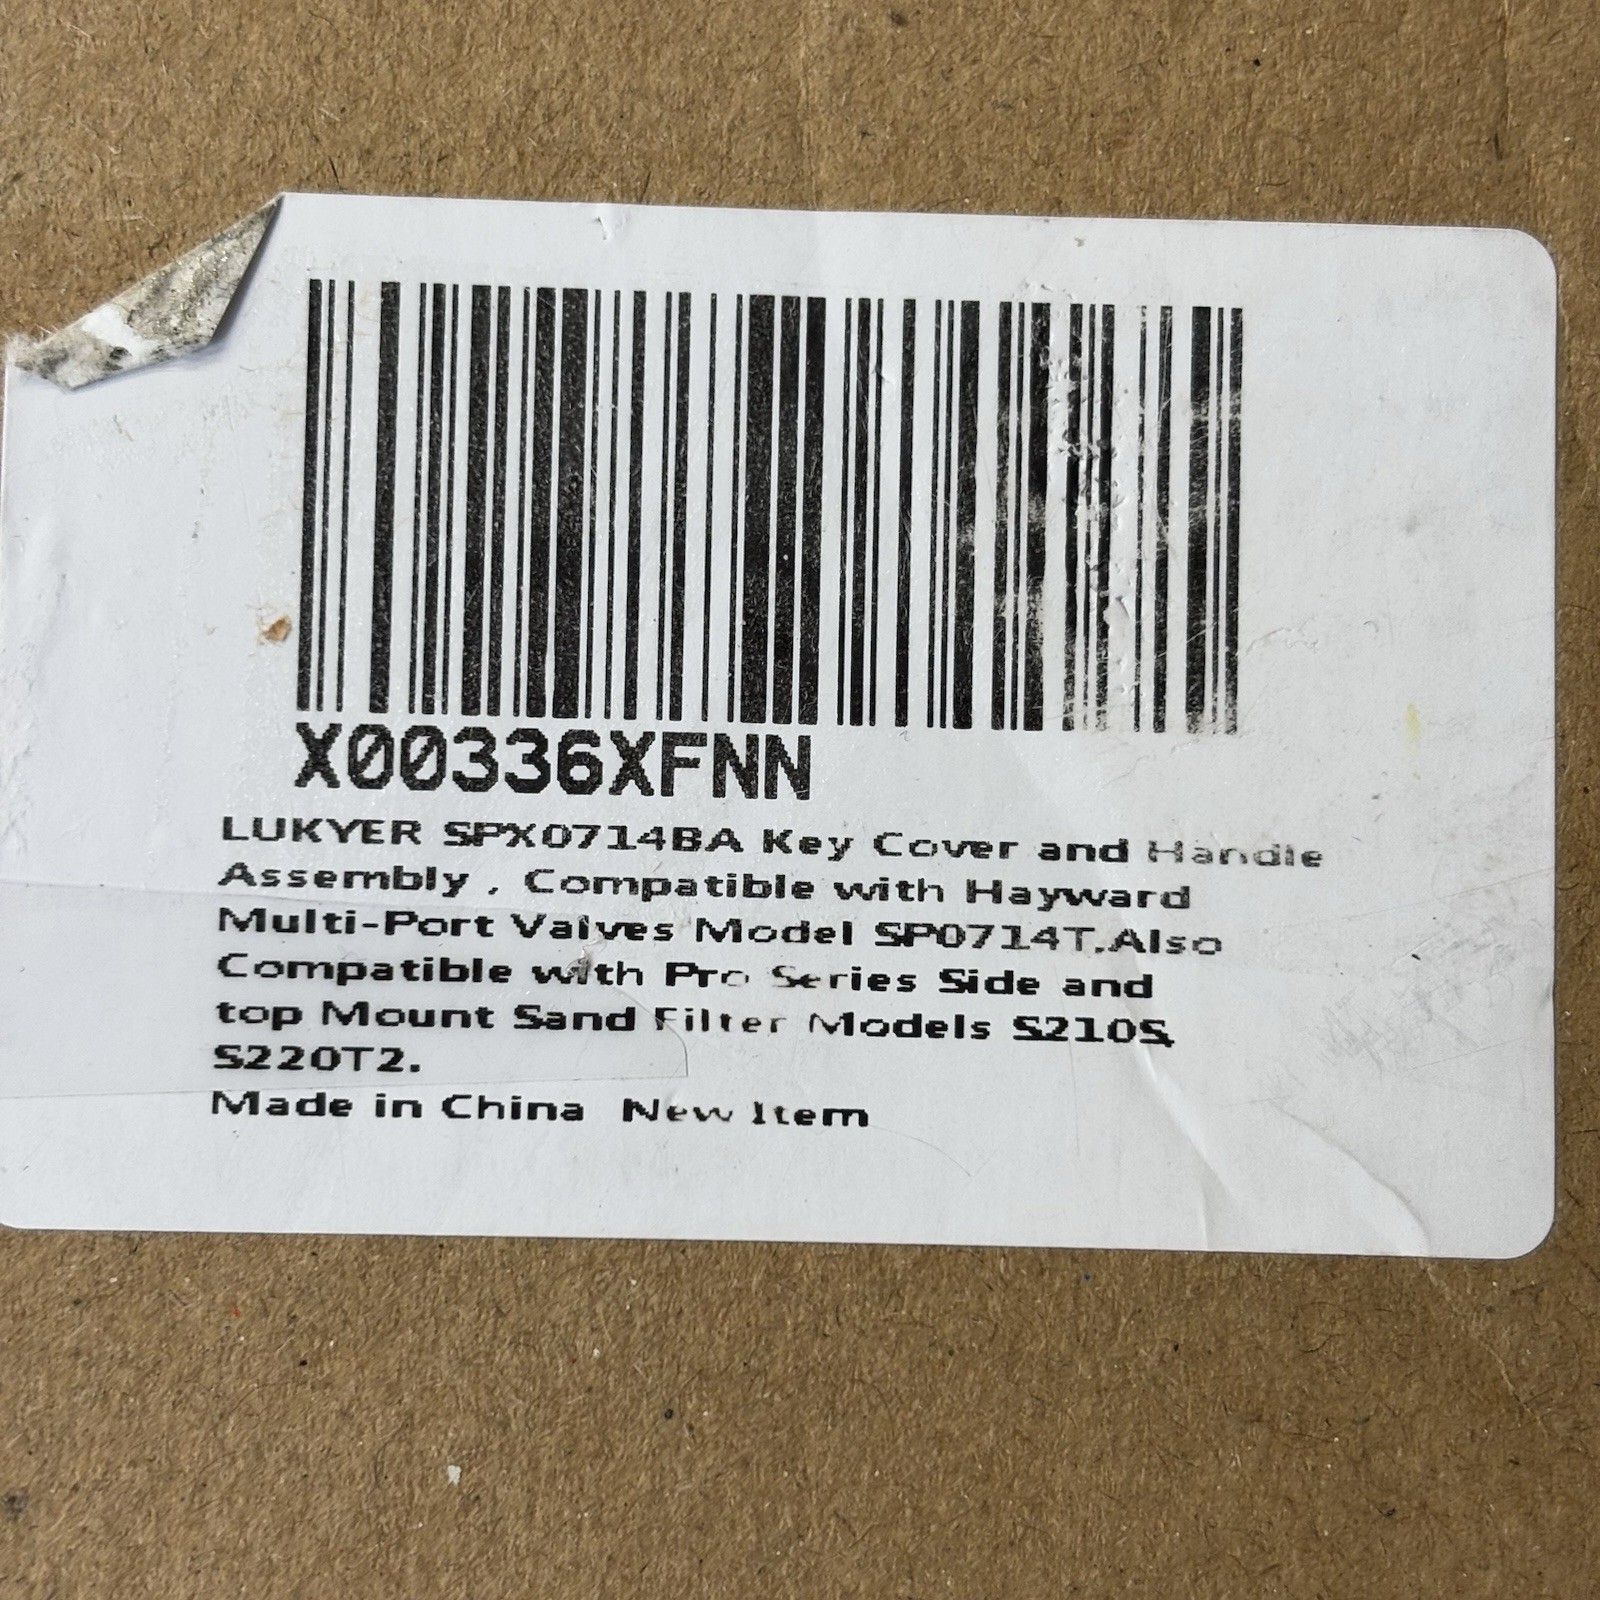 X00336XFNN
LUKYER SPX0714BA Key Cover and Handle
Assembly , Compatible with Hayward
Multi-Port Valves Model SP0714T,Also
Compatible with Pro Series Side and
top Mount Sand Filter Models S210S,
S220T2.
Made in China New Item